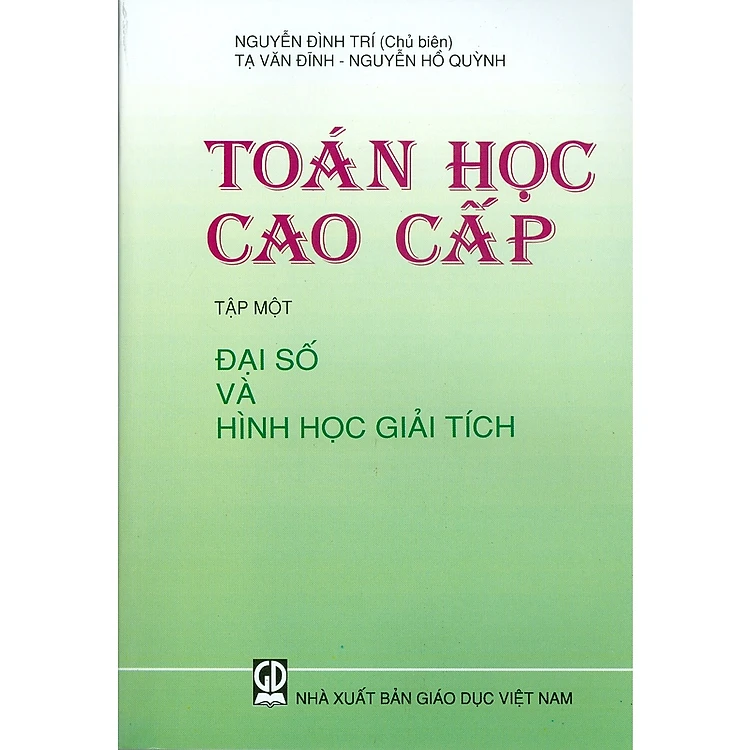 NGUYỄN ĐÌNH TRÍ (Chủ biên)
TẠ VĂN ĐĨNH - NGUYỄN HỒ QUỲNH
TOÁN HỌC
CAO CẤP
TẬP MỘT
ĐẠI SỐ
VÀ
HÌNH HỌC GIẢI TÍCH
GD
NHÀ XUẤT BẢN GIÁO DỤC VIỆT NAM